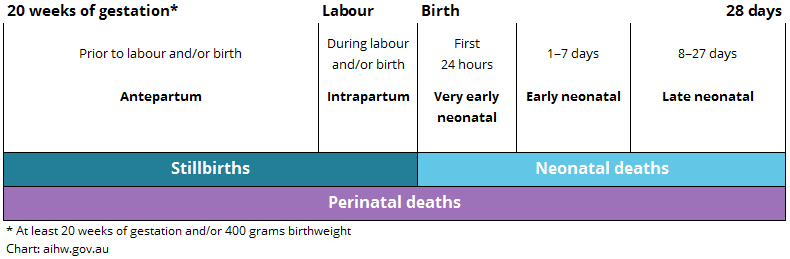 20 weeks of gestation* Labour Birth 28 days
Prior to labour and/or birth
During labour
and/or birth
First
24 hours
1–7 days
8–27 days
Antepartum
Intrapartum
Very early
neonatal
Early neonatal
Late neonatal
Stillbirths
Neonatal deaths
Perinatal deaths
* At least 20 weeks of gestation and/or 400 grams birthweight
Chart: aihw.gov.au